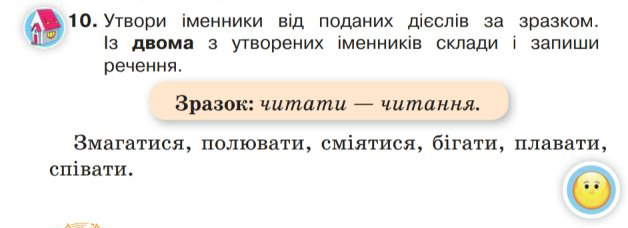 10. Утвори іменники від поданих дієслів за зразком.
Із двома з утворених іменників склади і запиши
речення.
Зразок: читати — читання.
Змагатися, полювати, сміятися, бігати, плавати,
співати.